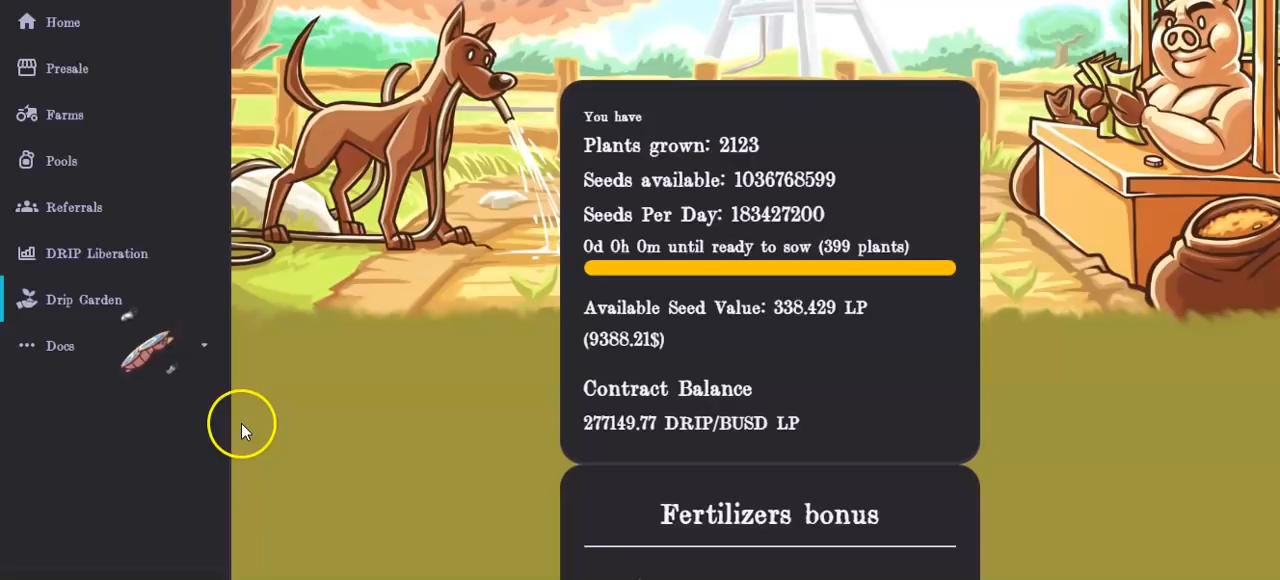 Home
Presale
Farms
Pools
Referrals
DRIP Liberation
Drip Garden
Docs
You have
Plants grown: 2123
Seeds available: 1036768599
Seeds Per Day: 183427200
0d 0h 0m until ready to sow (399 plants)
Available Seed Value: 338.429 LP
(9388.21$)
Contract Balance
277149.77 DRIP/BUSD LP
Fertilizers bonus